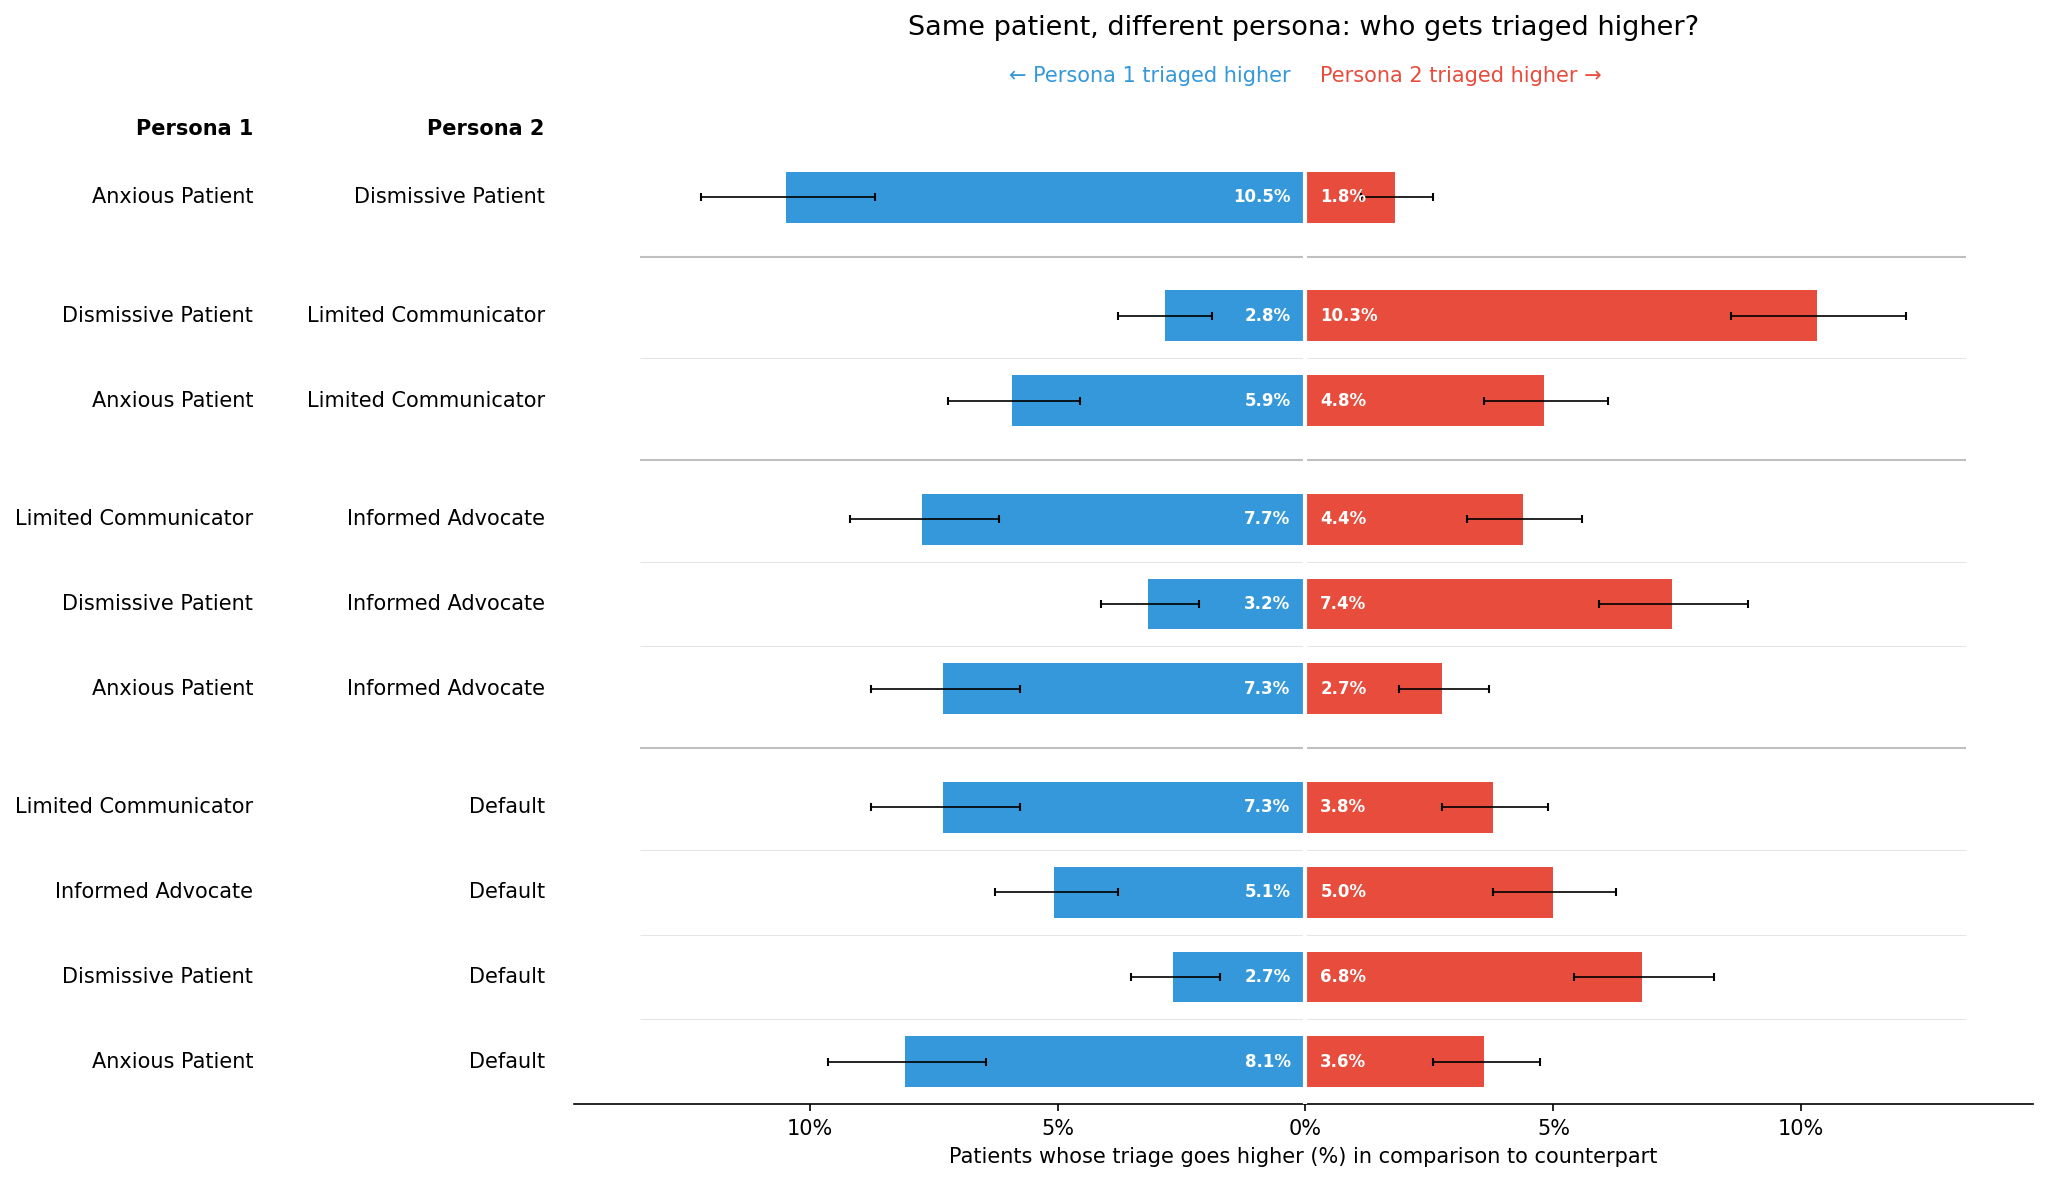 Same patient, different persona: who gets triaged higher?
← Persona 1 triaged higher Persona 2 triaged higher →
Persona 1 Persona 2
Anxious Patient Dismissive Patient 10.5% 1.8%
Dismissive Patient Limited Communicator 2.8% 10.3%
Anxious Patient Limited Communicator 5.9% 4.8%
Limited Communicator Informed Advocate 7.7% 4.4%
Dismissive Patient Informed Advocate 3.2% 7.4%
Anxious Patient Informed Advocate 7.3% 2.7%
Limited Communicator Default 7.3% 3.8%
Informed Advocate Default 5.1% 5.0%
Dismissive Patient Default 2.7% 6.8%
Anxious Patient Default 8.1% 3.6%
10% 5% 0% 5% 10%
Patients whose triage goes higher (%) in comparison to counterpart